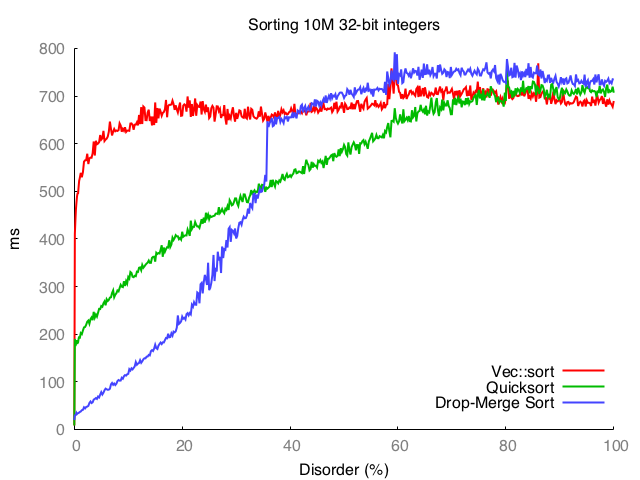 Sorting 10M 32-bit integers
800
700
600
500
400
300
200
100
0
ms
Vec::sort
Quicksort
Drop-Merge Sort
0 20 40 60 80 100
Disorder (%)